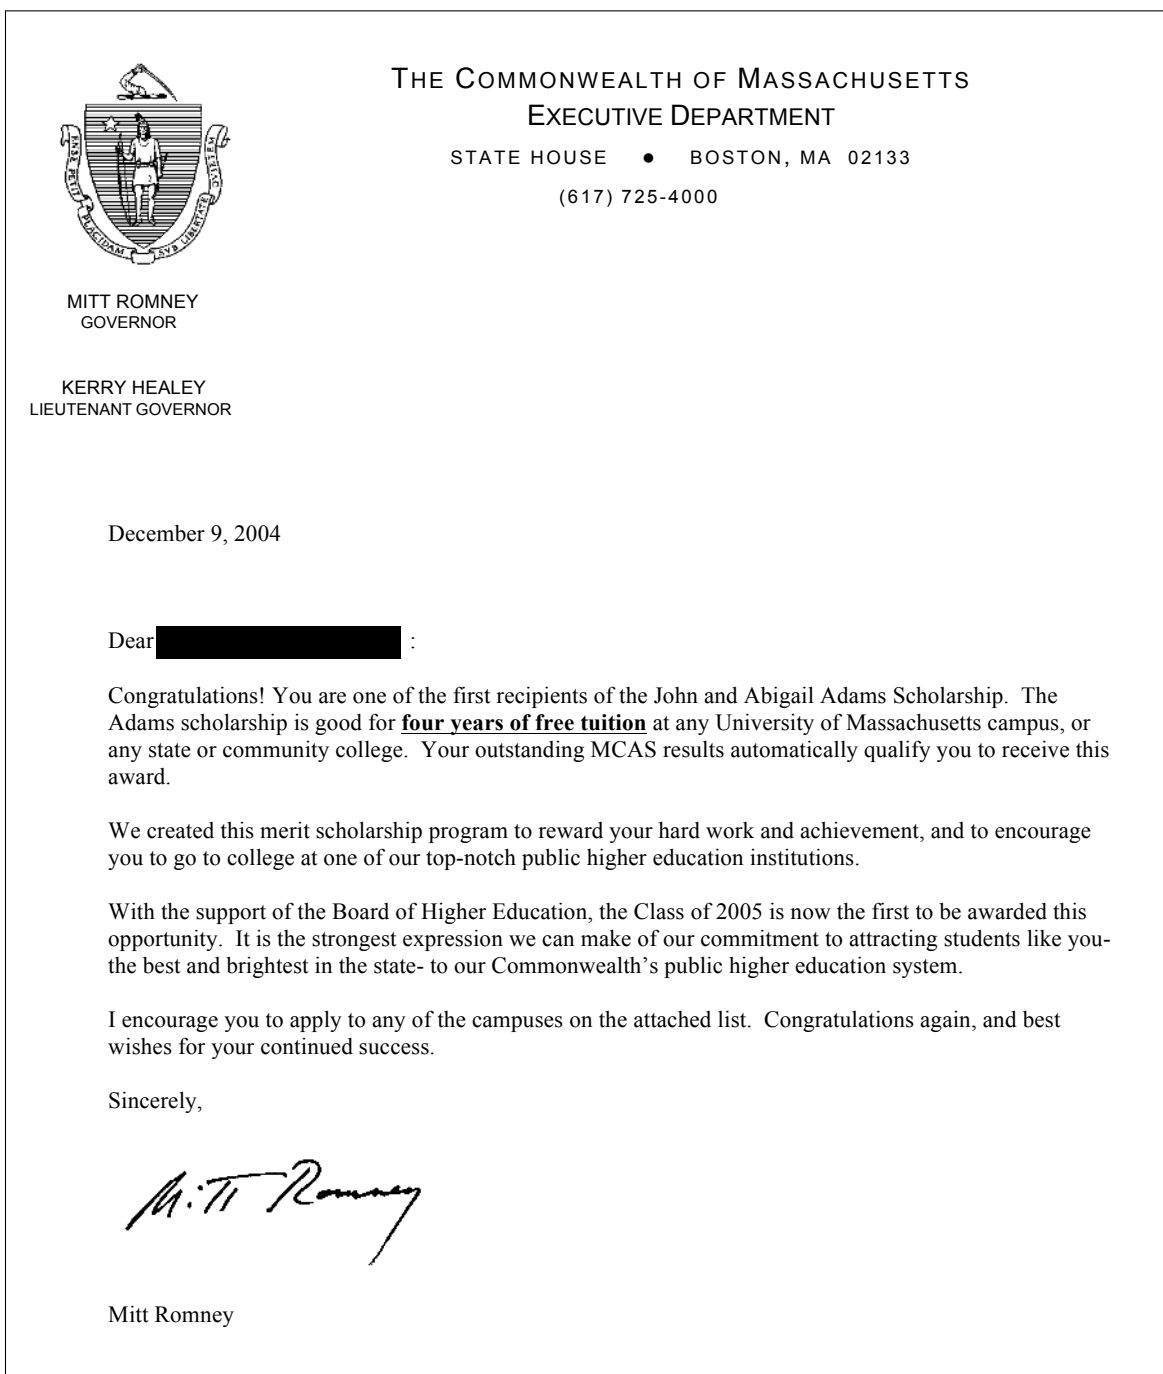 THE COMMONWEALTH OF MASSACHUSETTS
EXECUTIVE DEPARTMENT
STATE HOUSE • BOSTON, MA 02133
(617) 725-4000
ENSE PETIT PLACIDAM SVB LIBERTATE QVIETEM
MITT ROMNEY
GOVERNOR
KERRY HEALEY
LIEUTENANT GOVERNOR
December 9, 2004
Dear :
Congratulations! You are one of the first recipients of the John and Abigail Adams Scholarship. The
Adams scholarship is good for four years of free tuition at any University of Massachusetts campus, or
any state or community college. Your outstanding MCAS results automatically qualify you to receive this
award.
We created this merit scholarship program to reward your hard work and achievement, and to encourage
you to go to college at one of our top-notch public higher education institutions.
With the support of the Board of Higher Education, the Class of 2005 is now the first to be awarded this
opportunity. It is the strongest expression we can make of our commitment to attracting students like you-
the best and brightest in the state- to our Commonwealth’s public higher education system.
I encourage you to apply to any of the campuses on the attached list. Congratulations again, and best
wishes for your continued success.
Sincerely,
Mitt Romney
Mitt Romney